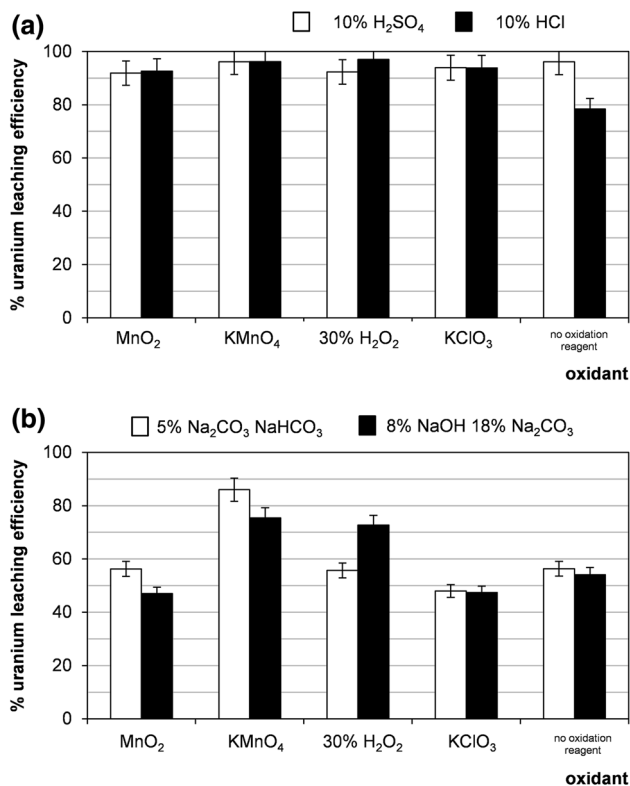 (a)
10% H₂SO₄ 10% HCl
% uranium leaching efficiency
100
80
60
40
20
0
MnO₂ KMnO₄ 30% H₂O₂ KClO₃ no oxidation
reagent
oxidant
(b)
5% Na₂CO₃ NaHCO₃ 8% NaOH 18% Na₂CO₃
% uranium leaching efficiency
100
80
60
40
20
0
MnO₂ KMnO₄ 30% H₂O₂ KClO₃ no oxidation
reagent
oxidant